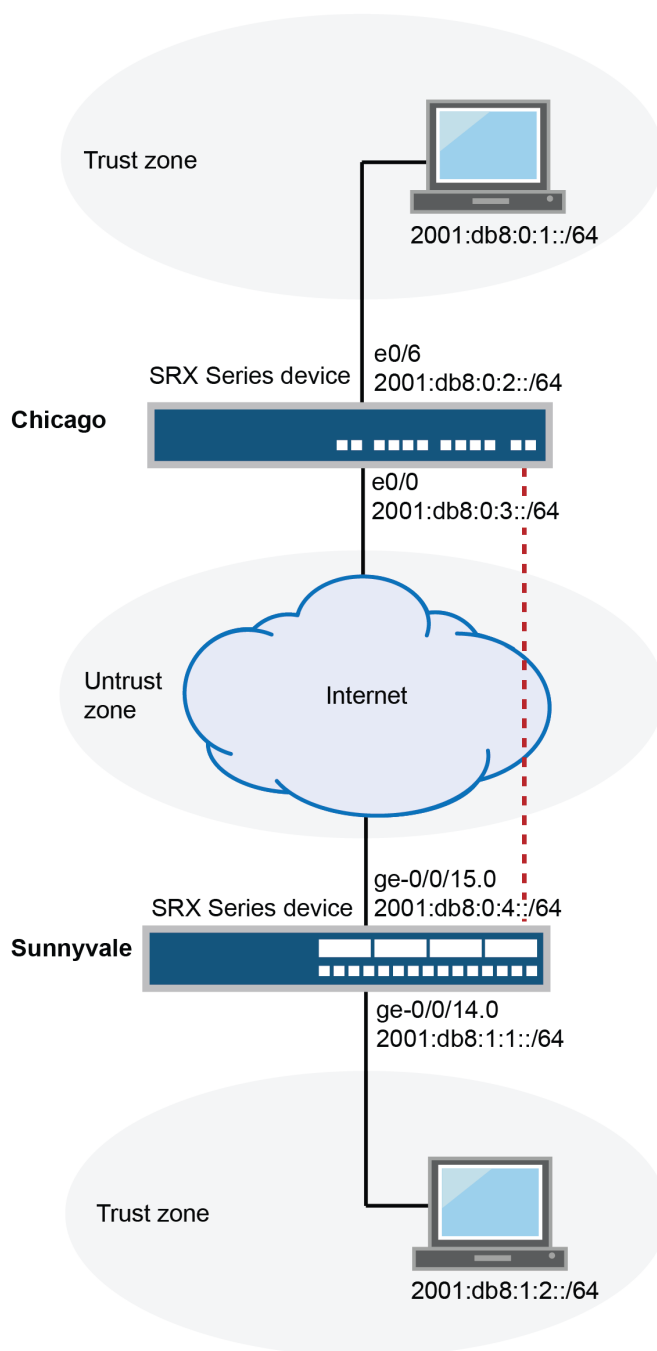 Trust zone
2001:db8:0:1::/64
e0/6
SRX Series device
2001:db8:0:2::/64
Chicago
e0/0
2001:db8:0:3::/64
Untrust
zone
Internet
ge-0/0/15.0
SRX Series device
2001:db8:0:4::/64
Sunnyvale
ge-0/0/14.0
2001:db8:1:1::/64
Trust zone
2001:db8:1:2::/64